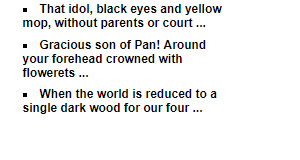 ▪ That idol, black eyes and yellow
mop, without parents or court ...
▪ Gracious son of Pan! Around
your forehead crowned with
flowerets ...
▪ When the world is reduced to a
single dark wood for our four ...